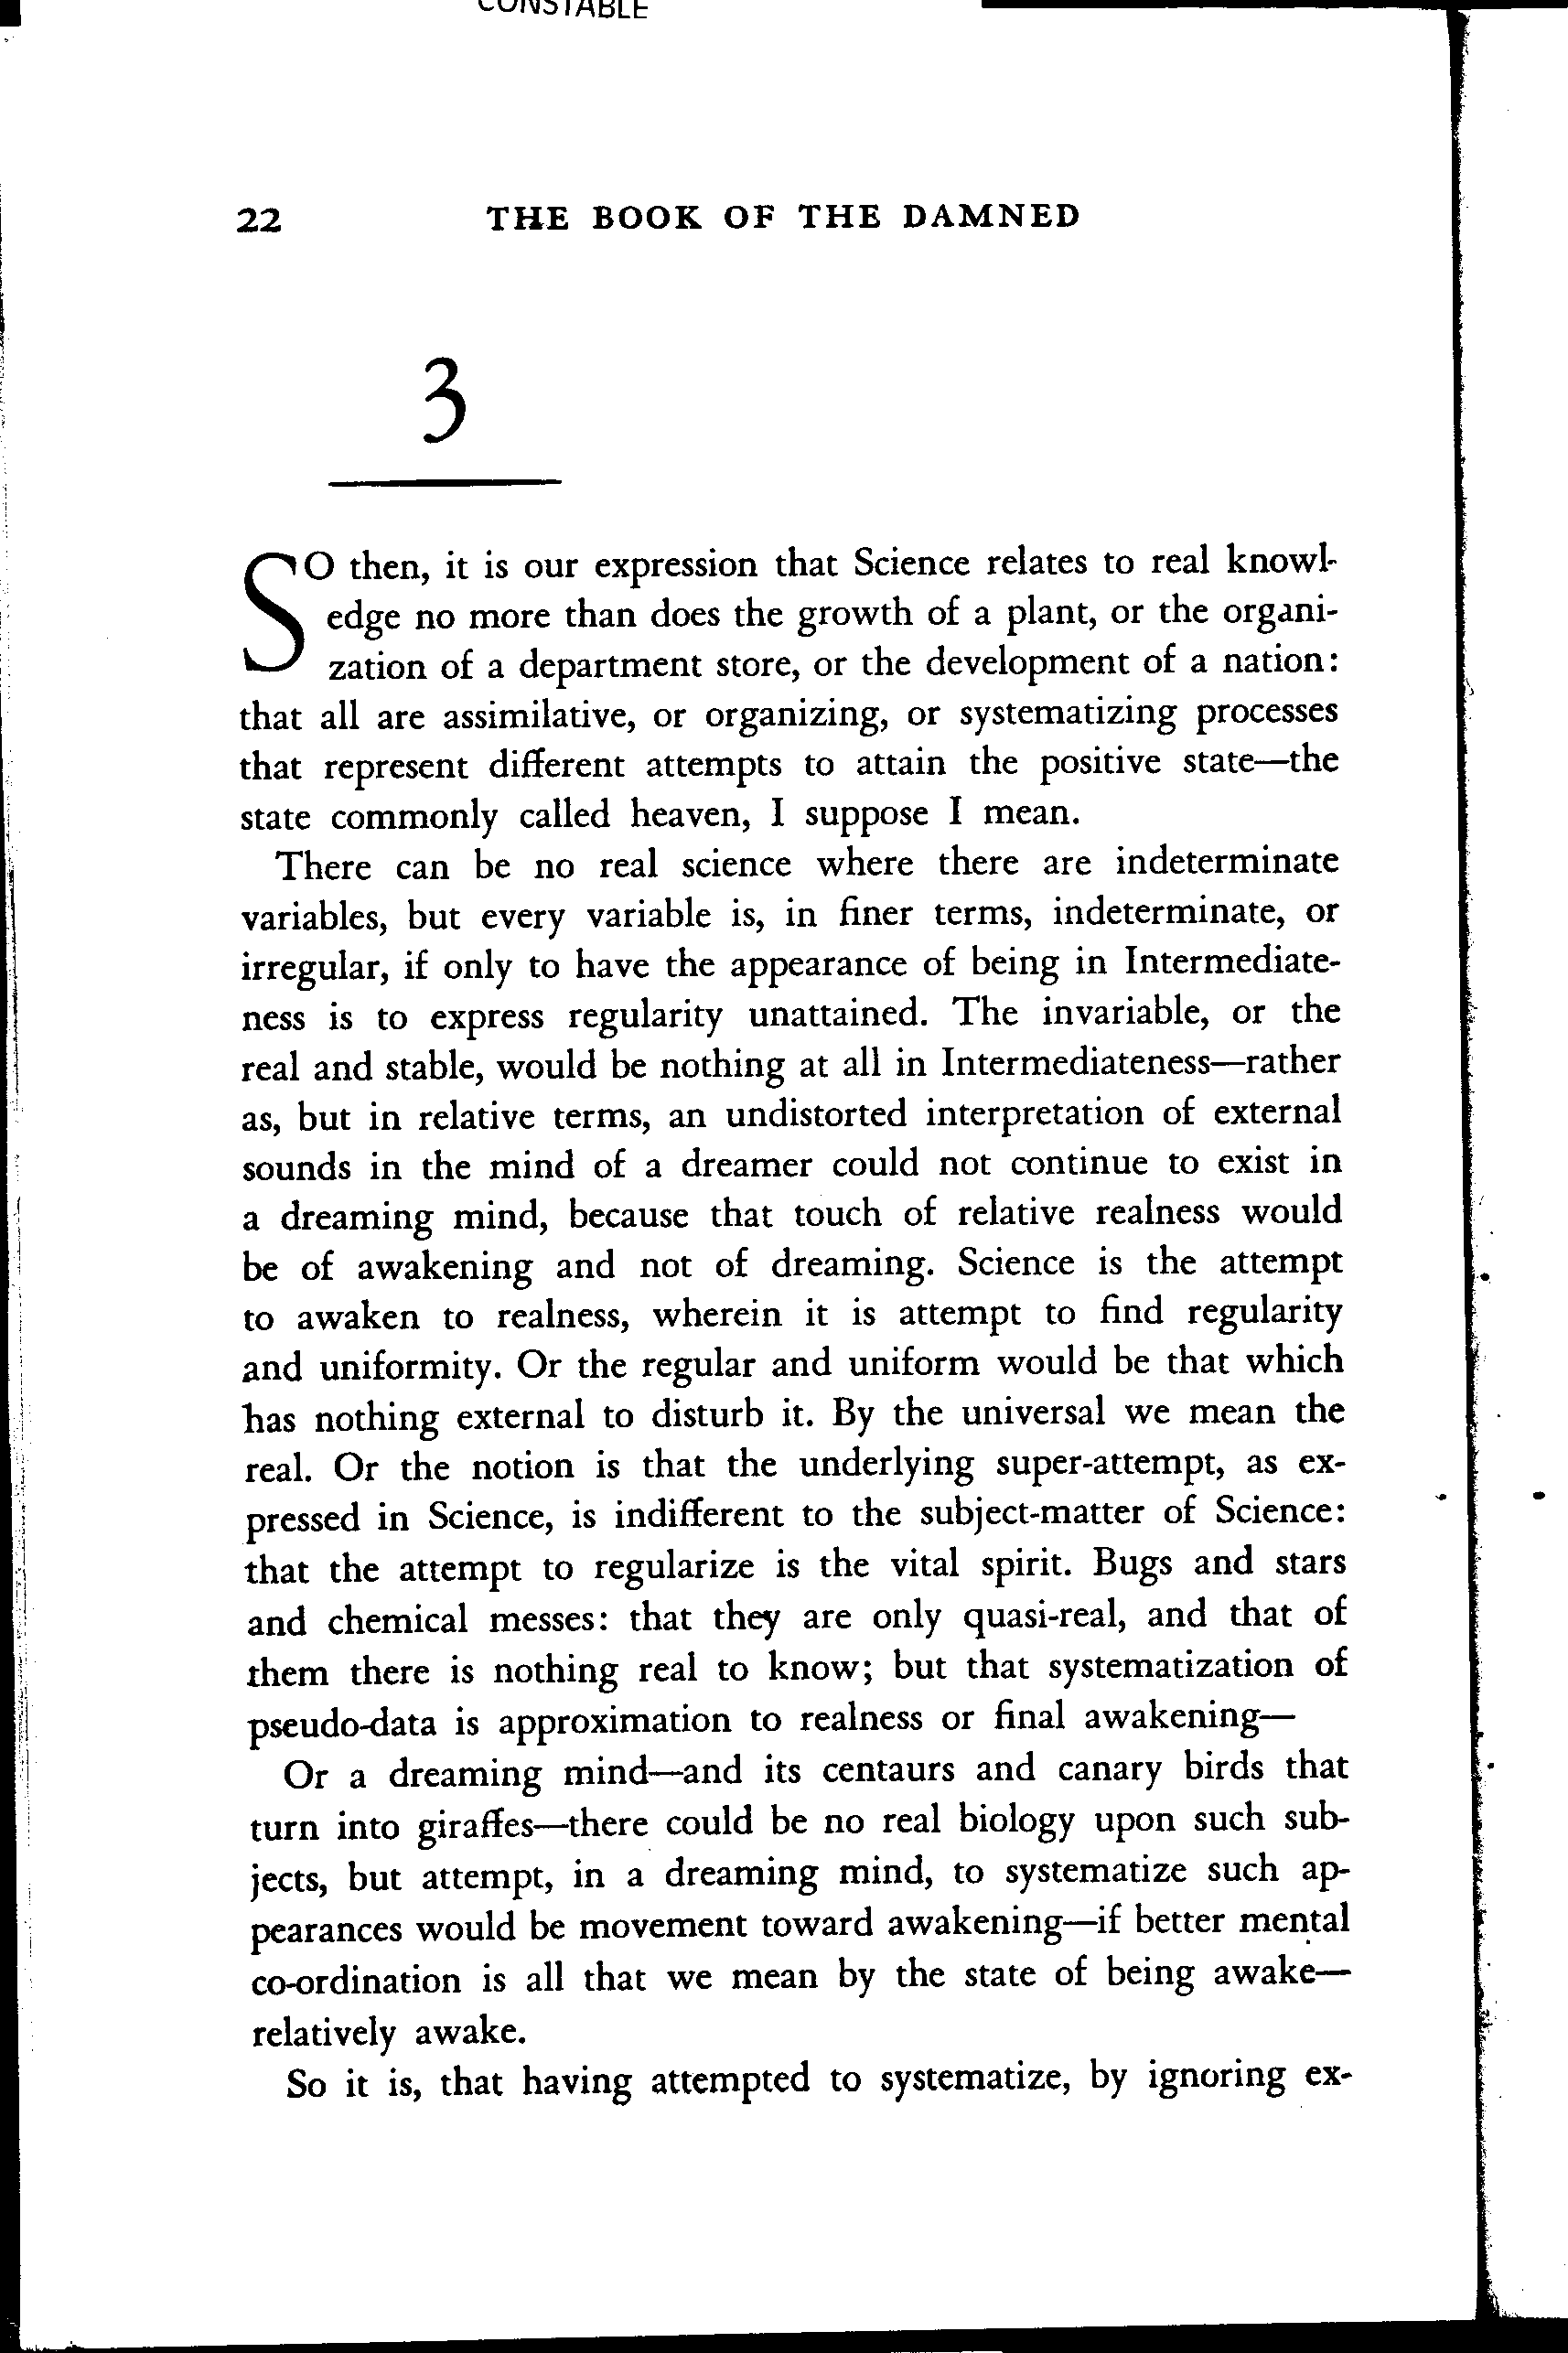 CONSTABLE
22 THE BOOK OF THE DAMNED
3
SO then, it is our expression that Science relates to real knowl-
edge no more than does the growth of a plant, or the organi-
zation of a department store, or the development of a nation:
that all are assimilative, or organizing, or systematizing processes
that represent different attempts to attain the positive state—the
state commonly called heaven, I suppose I mean.
There can be no real science where there are indeterminate
variables, but every variable is, in finer terms, indeterminate, or
irregular, if only to have the appearance of being in Intermediate-
ness is to express regularity unattained. The invariable, or the
real and stable, would be nothing at all in Intermediateness—rather
as, but in relative terms, an undistorted interpretation of external
sounds in the mind of a dreamer could not continue to exist in
a dreaming mind, because that touch of relative realness would
be of awakening and not of dreaming. Science is the attempt
to awaken to realness, wherein it is attempt to find regularity
and uniformity. Or the regular and uniform would be that which
has nothing external to disturb it. By the universal we mean the
real. Or the notion is that the underlying super-attempt, as ex-
pressed in Science, is indifferent to the subject-matter of Science:
that the attempt to regularize is the vital spirit. Bugs and stars
and chemical messes: that they are only quasi-real, and that of
them there is nothing real to know; but that systematization of
pseudo-data is approximation to realness or final awakening—
Or a dreaming mind—and its centaurs and canary birds that
turn into giraffes—there could be no real biology upon such sub-
jects, but attempt, in a dreaming mind, to systematize such ap-
pearances would be movement toward awakening—if better mental
co-ordination is all that we mean by the state of being awake—
relatively awake.
So it is, that having attempted to systematize, by ignoring ex-